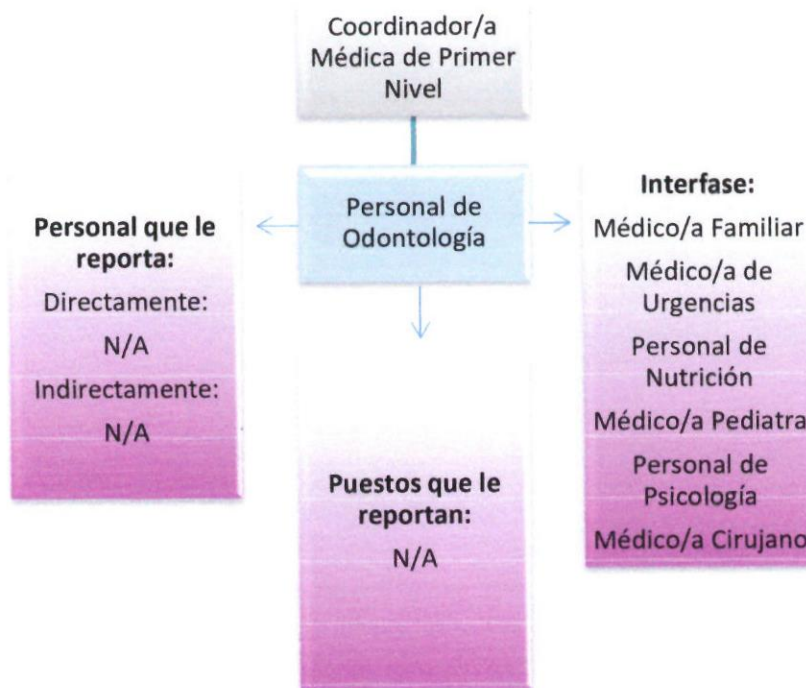 Coordinador/a
Médica de Primer
Nivel
Personal de
Odontología
Personal que le
reporta:
Directamente:
N/A
Indirectamente:
N/A
Puestos que le
reportan:
N/A
Interfase:
Médico/a Familiar
Médico/a de
Urgencias
Personal de
Nutrición
Médico/a Pediatra
Personal de
Psicología
Médico/a Cirujano